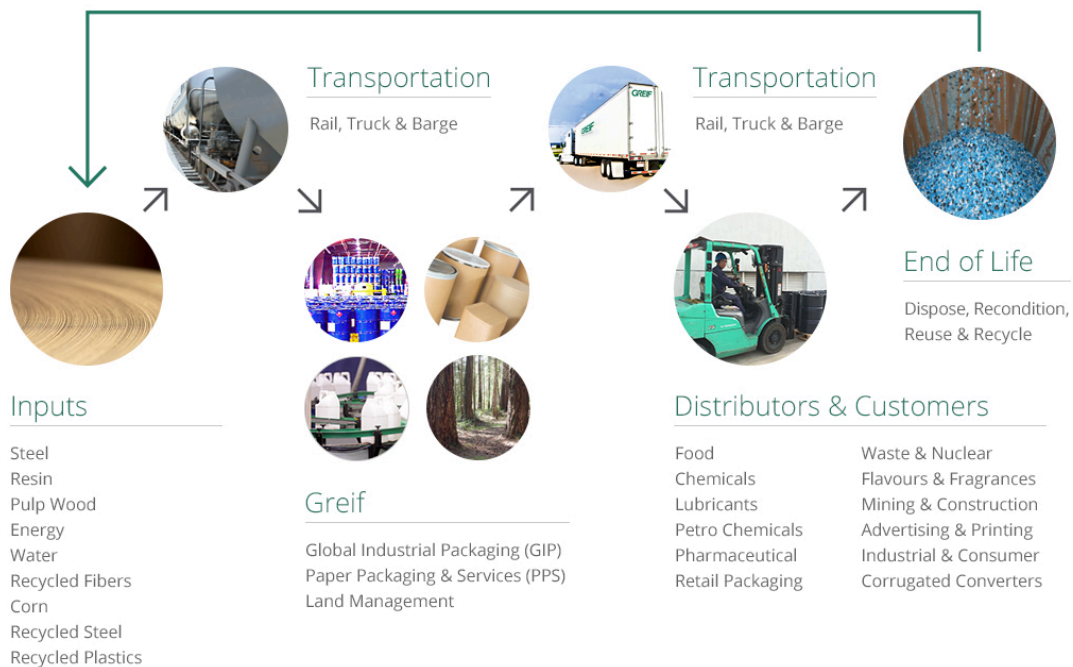 Transportation
Rail, Truck & Barge
GREIF
GREIF
Transportation
Rail, Truck & Barge
End of Life
Dispose, Recondition,
Reuse & Recycle
Inputs
Steel
Resin
Pulp Wood
Energy
Water
Recycled Fibers
Corn
Recycled Steel
Recycled Plastics
Greif
Global Industrial Packaging (GIP)
Paper Packaging & Services (PPS)
Land Management
Distributors & Customers
Food
Chemicals
Lubricants
Petro Chemicals
Pharmaceutical
Retail Packaging
Waste & Nuclear
Flavours & Fragrances
Mining & Construction
Advertising & Printing
Industrial & Consumer
Corrugated Converters